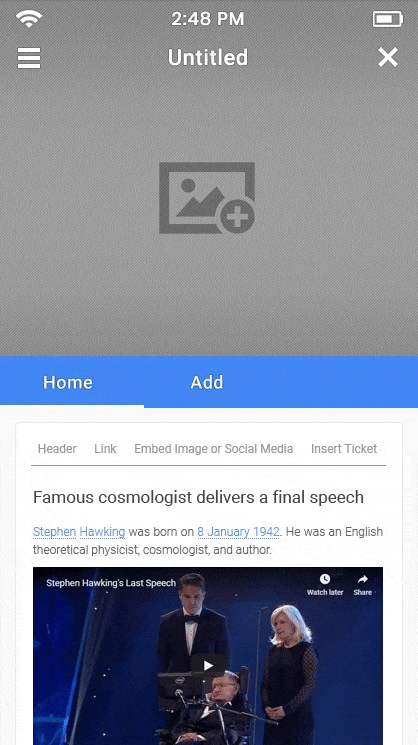 2:48 PM
Untitled
Home Add
Header Link Embed Image or Social Media Insert Ticket
Famous cosmologist delivers a final speech
Stephen Hawking was born on 8 January 1942. He was an English
theoretical physicist, cosmologist, and author.
Stephen Hawking's Last Speech
Watch later Share